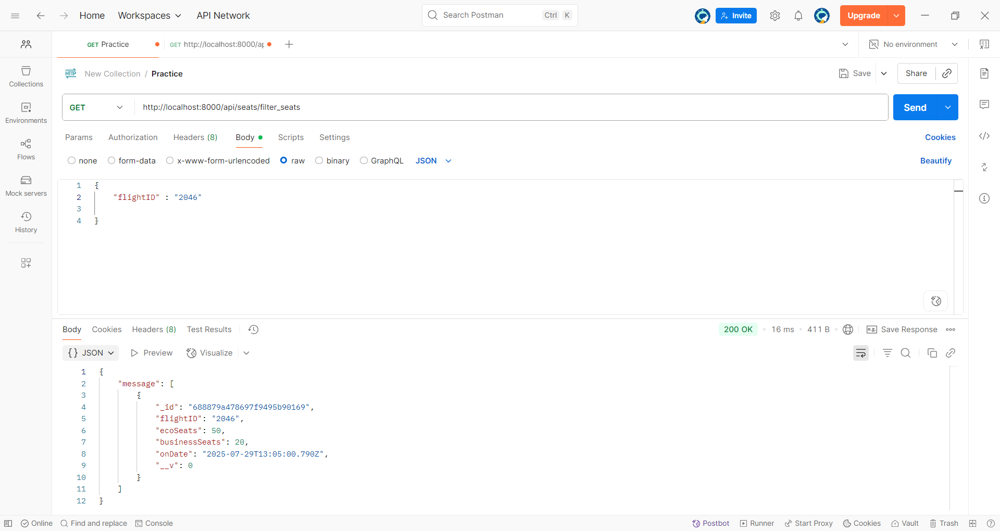 Home Workspaces API Network Search Postman Ctrl K Invite Upgrade
GET Practice GET http://localhost:8000/ap No environment
HTTP New Collection / Practice Save Share
GET http://localhost:8000/api/seats/filter_seats Send
Params Authorization Headers (8) Body Scripts Settings Cookies
none form-data x-www-form-urlencoded raw binary GraphQL JSON Beautify
1 {
2 "flightID" : "2046"
3
4 }
Collections
Environments
Flows
Mock servers
History
Body Cookies Headers (8) Test Results 200 OK • 16 ms • 411 B • e.g. Save Response
{} JSON Preview Visualize
1 {
2 "message": [
3 {
4 "_id": "688879a478697f9495b90169",
5 "flightID": "2046",
6 "ecoSeats": 50,
7 "businessSeats": 20,
8 "onDate": "2025-07-29T13:05:00.790Z",
9 "__v": 0
10 }
11 ]
12 }
Online Find and replace Console Postbot Runner Start Proxy Cookies Vault Trash